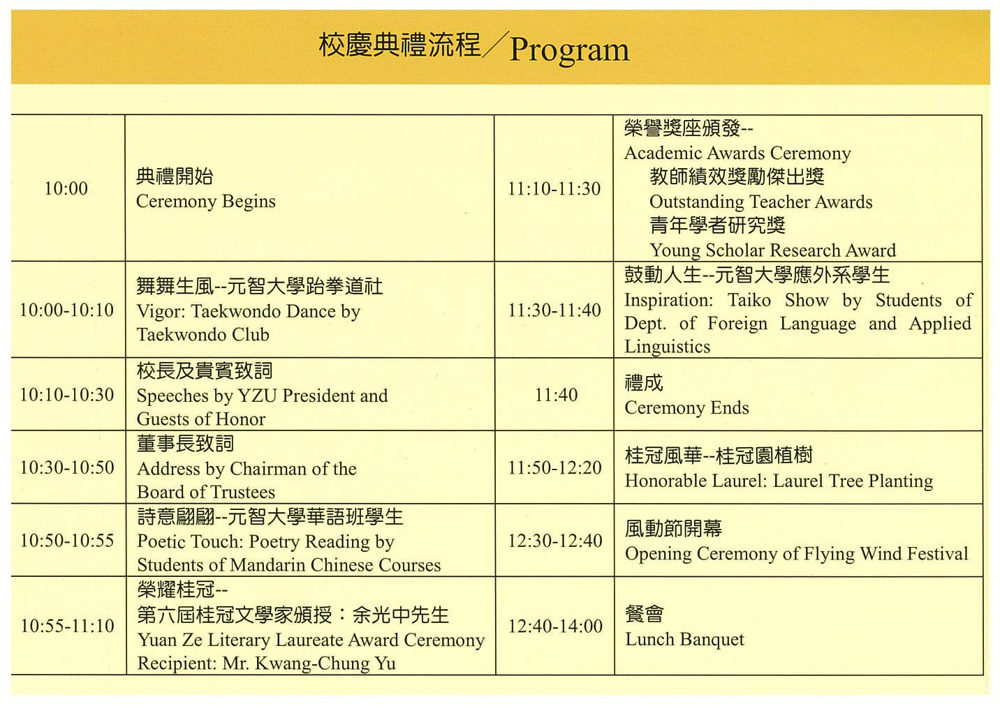 校慶典禮流程／Program
10:00
典禮開始
Ceremony Begins
10:00-10:10
舞舞生風--元智大學跆拳道社
Vigor: Taekwondo Dance by
Taekwondo Club
10:10-10:30
校長及貴賓致詞
Speeches by YZU President and
Guests of Honor
10:30-10:50
董事長致詞
Address by Chairman of the
Board of Trustees
10:50-10:55
詩意翩翩--元智大學華語班學生
Poetic Touch: Poetry Reading by
Students of Mandarin Chinese Courses
10:55-11:10
榮耀桂冠--
第六屆桂冠文學家頒授：余光中先生
Yuan Ze Literary Laureate Award Ceremony
Recipient: Mr. Kwang-Chung Yu
11:10-11:30
榮譽獎座頒發--
Academic Awards Ceremony
教師績效獎勵傑出獎
Outstanding Teacher Awards
青年學者研究獎
Young Scholar Research Award
11:30-11:40
鼓動人生--元智大學應外系學生
Inspiration: Taiko Show by Students of
Dept. of Foreign Language and Applied
Linguistics
11:40
禮成
Ceremony Ends
11:50-12:20
桂冠風華--桂冠園植樹
Honorable Laurel: Laurel Tree Planting
12:30-12:40
風動節開幕
Opening Ceremony of Flying Wind Festival
12:40-14:00
餐會
Lunch Banquet